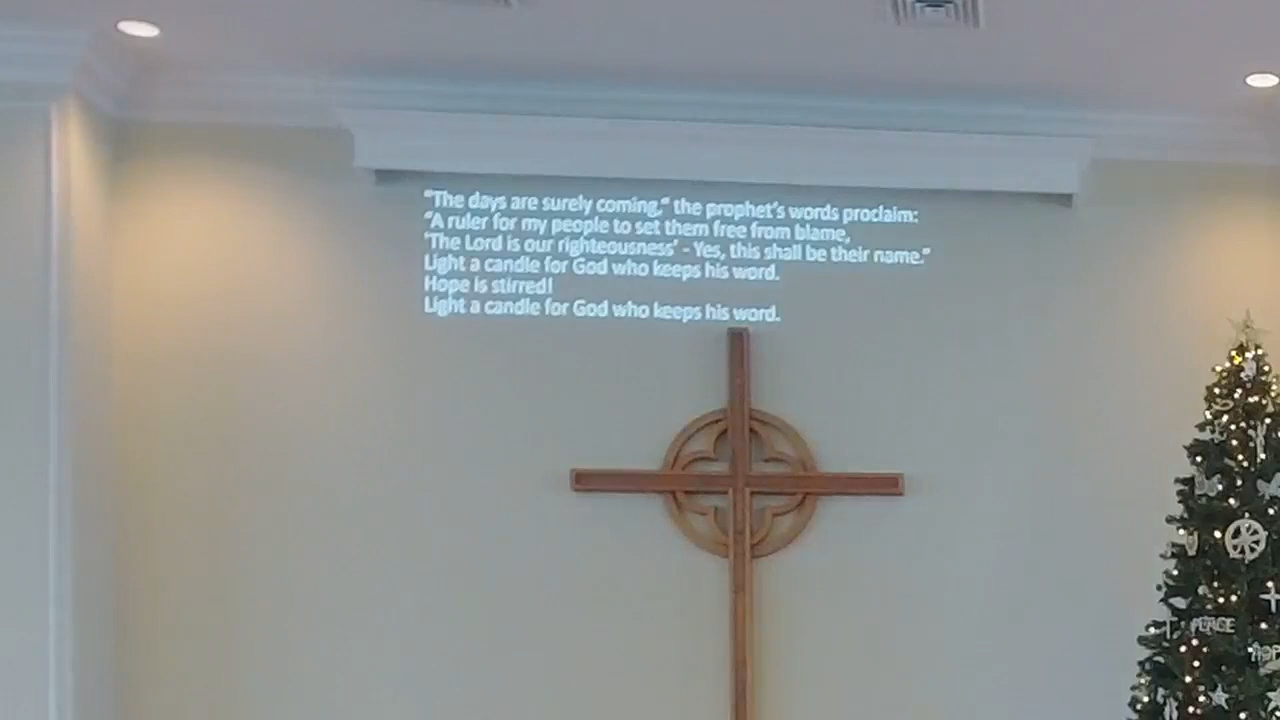 "The days are surely coming," the prophet's words proclaim:
"A ruler for my people to set them free from blame,
'The Lord is our righteousness' - Yes, this shall be their name."
Light a candle for God who keeps his word.
Hope is stirred!
Light a candle for God who keeps his word.
PEACE